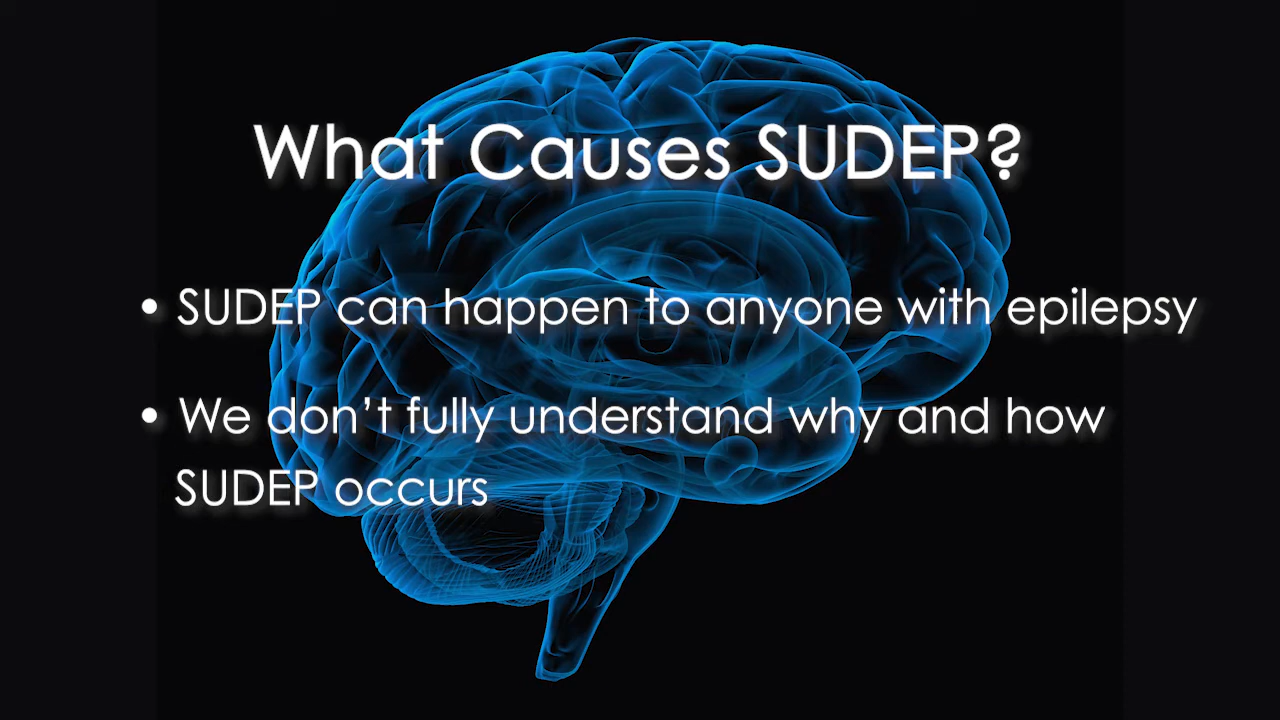 What Causes SUDEP?
• SUDEP can happen to anyone with epilepsy
• We don’t fully understand why and how
SUDEP occurs